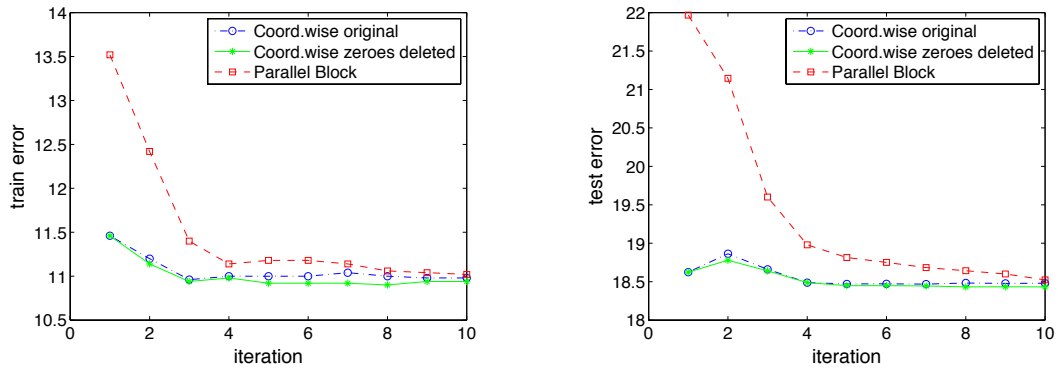 Coord.wise original
Coord.wise zeroes deleted
Parallel Block
14
13.5
13
12.5
12
11.5
11
10.5
train error
0 2 4 6 8 10
iteration
Coord.wise original
Coord.wise zeroes deleted
Parallel Block
22
21.5
21
20.5
20
19.5
19
18.5
18
test error
0 2 4 6 8 10
iteration